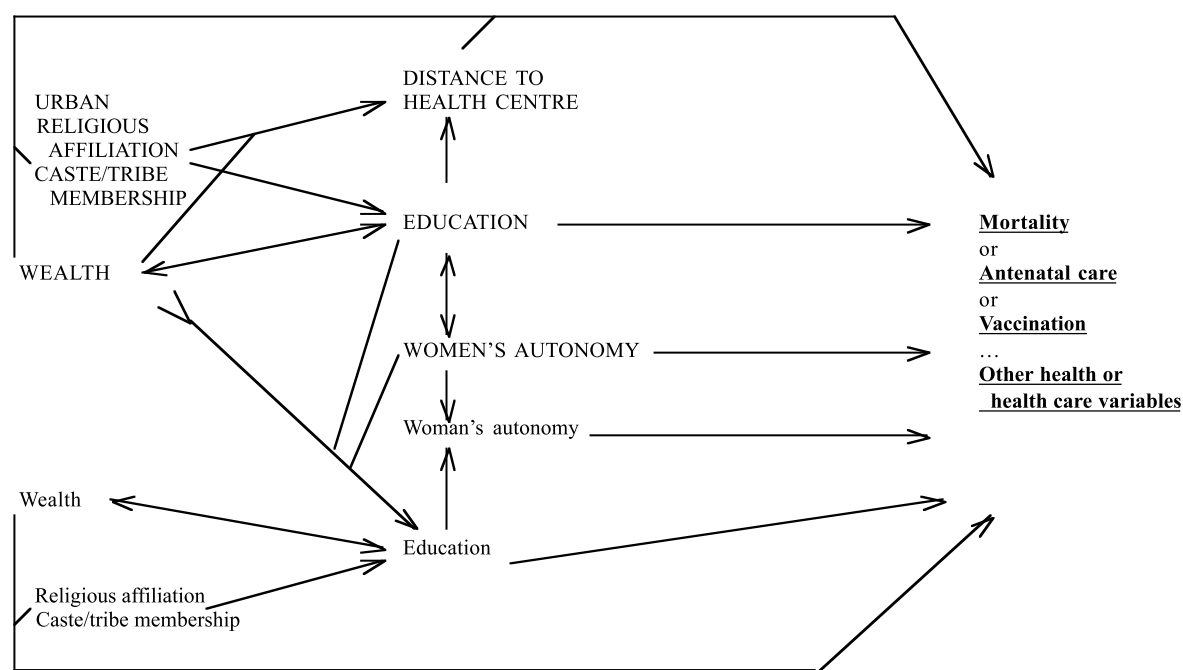 DISTANCE TO
HEALTH CENTRE
URBAN
RELIGIOUS
AFFILIATION
CASTE/TRIBE
MEMBERSHIP
EDUCATION
WEALTH
WOMEN'S AUTONOMY
Woman's autonomy
Wealth
Education
Religious affiliation
Caste/tribe membership
Mortality
or
Antenatal care
or
Vaccination
...
Other health or
health care variables